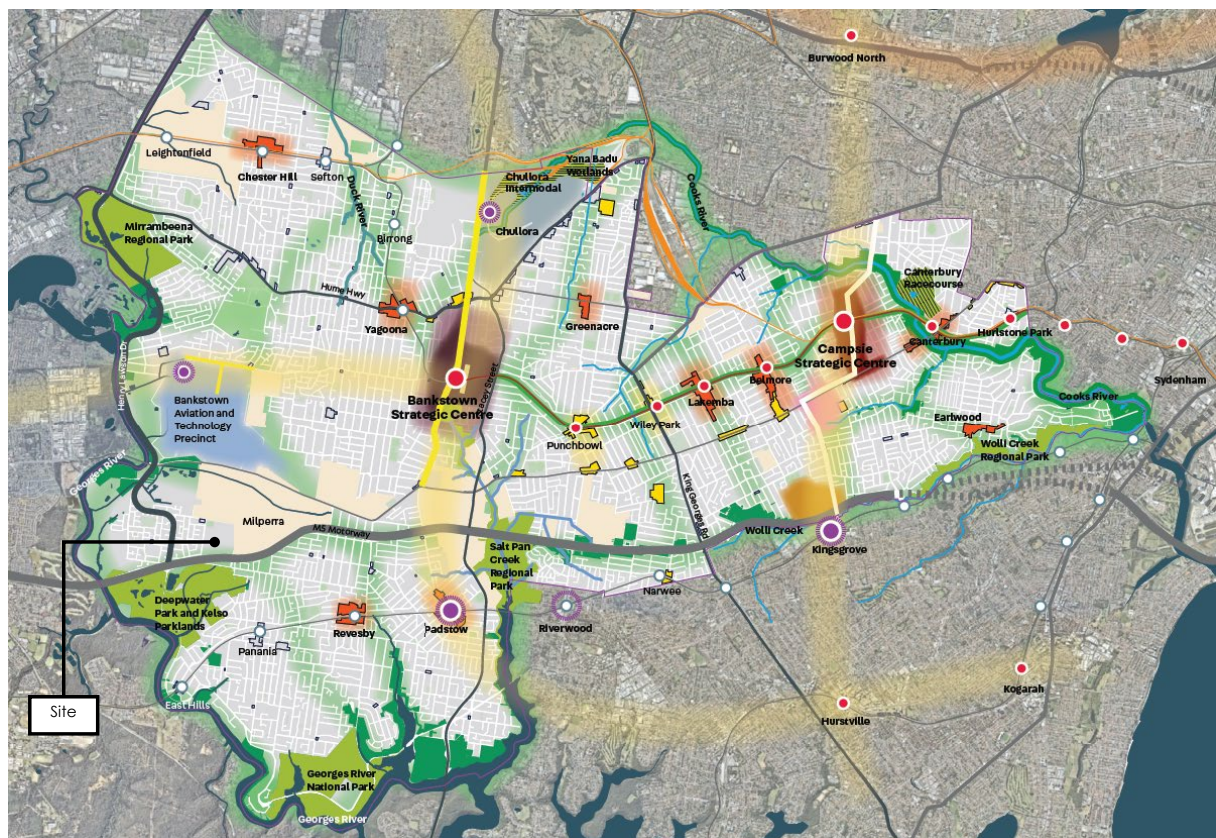 Burwood North
Leightonfield
Chester Hill
Sefton
Duck River
Birrong
Yana Badu
Wetlands
Chullora
Intermodal
Chullora
Cooks River
Mirrambeena
Regional Park
Hume Hwy
Yagoona
Greenacre
Canterbury
Racecourse
Canterbury
Hurlstone Park
Campsie
Strategic Centre
Sydenham
Henry Lawson Dr
Bankstown
Aviation and
Technology
Precinct
Bankstown
Strategic Centre
Stacey Street
Punchbowl
Wiley Park
Lakemba
Belmore
Earlwood
Cooks River
Wolli Creek
Regional Park
Georges River
Milperra
M5 Motorway
King Georges Rd
Wolli Creek
Kingsgrove
Salt Pan
Creek
Regional
Park
Narwee
Riverwood
Deepwater
Park and Kelso
Parklands
Revesby
Padstow
Panania
East Hills
Site
Kogarah
Hurstville
Georges River
National Park
Georges River